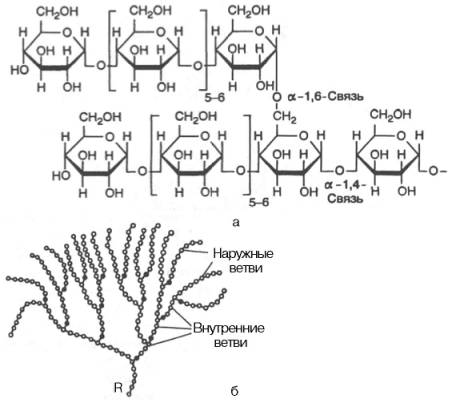 CH₂OH CH₂OH CH₂OH
H O H H O H H O H
H H H
HO OH H O OH H O OH H
H OH H OH 5–6 H OH
O α-1,6-Связь
CH₂OH CH₂OH CH₂ CH₂OH
H O H H O H H O H H O H
H H H H
HO OH H O OH H O OH H O OH H O–
H OH H OH 5–6 H OH α-1,4- H OH
Связь
а
Наружные
ветви
Внутренние
ветви
R
б